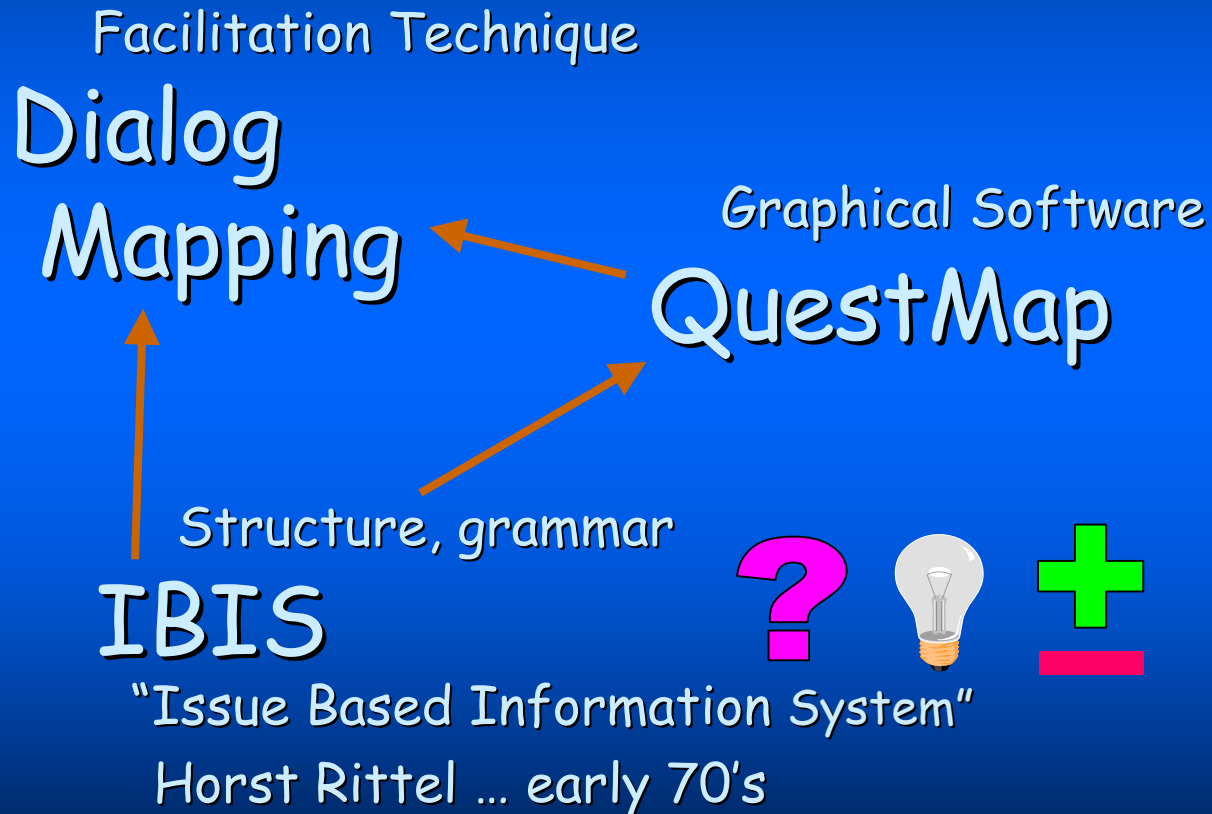 Facilitation Technique
Dialog
Mapping
Graphical Software
QuestMap
Structure, grammar
IBIS
“Issue Based Information System”
Horst Rittel … early 70’s